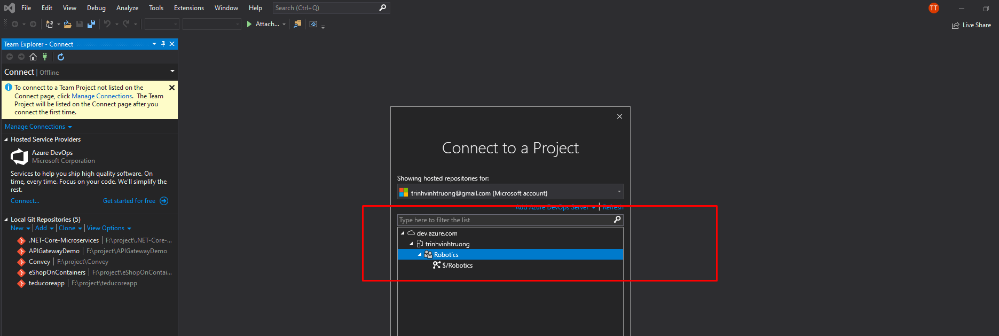 File Edit View Debug Analyze Tools Extensions Window Help Search (Ctrl+Q) TT
Attach... Live Share
Team Explorer - Connect
Connect | Offline
To connect to a Team Project not listed on the
Connect page, click Manage Connections. The Team
Project will be listed on the Connect page after you
connect the first time.
Manage Connections
Hosted Service Providers
Azure DevOps
Microsoft Corporation
Services to help you ship high quality software. On
time, every time. Focus on your code. We'll simplify the
rest.
Connect... Get started for free
Local Git Repositories (5)
New | Add | Clone | View Options
.NET-Core-Microservices | F:\project\.NET-Core-...
APIGatewayDemo | F:\project\APIGatewayDemo
Convey | F:\project\Convey
eShopOnContainers | F:\project\eShopOnContai...
teducoreapp | F:\project\teducoreapp
Connect to a Project
Showing hosted repositories for:
trinhvinhtruong@gmail.com (Microsoft account)
Add Azure DevOps Server | Refresh
Type here to filter the list
dev.azure.com
trinhvinhtruong
Robotics
$/Robotics